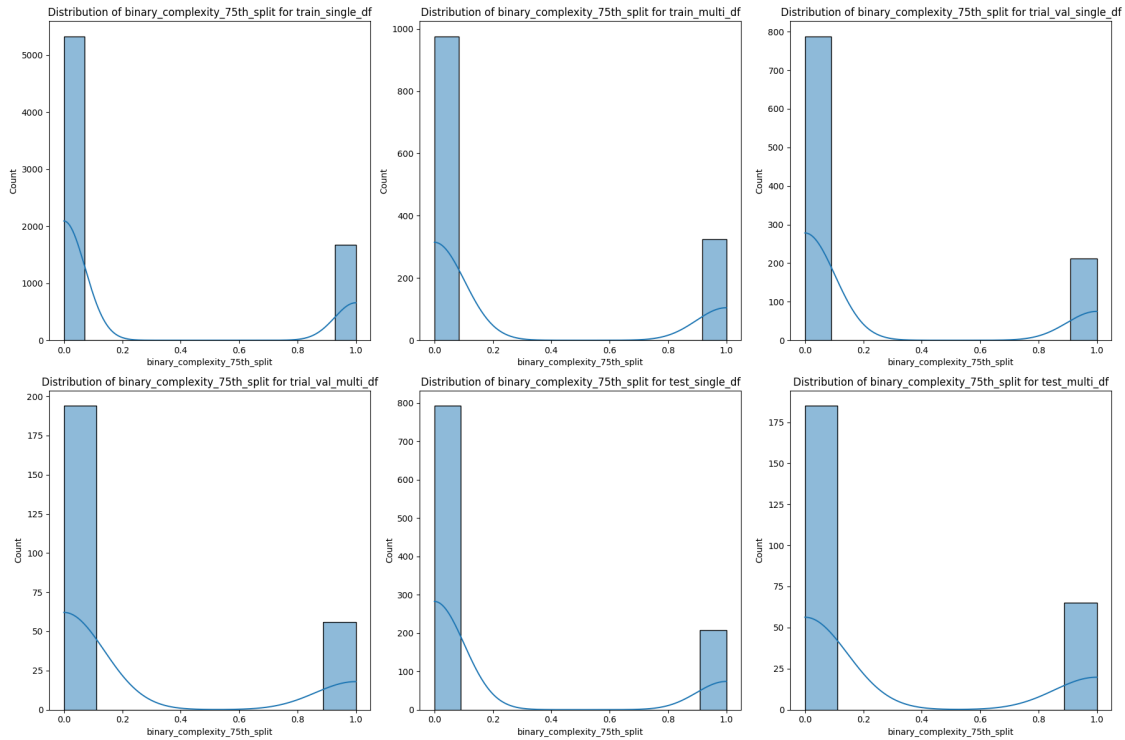 Distribution of binary_complexity_75th_split for train_single_df
Count
5000
4000
3000
2000
1000
0
0.0 0.2 0.4 0.6 0.8 1.0
binary_complexity_75th_split
Distribution of binary_complexity_75th_split for train_multi_df
Count
1000
800
600
400
200
0
0.0 0.2 0.4 0.6 0.8 1.0
binary_complexity_75th_split
Distribution of binary_complexity_75th_split for trial_val_single_df
Count
800
700
600
500
400
300
200
100
0
0.0 0.2 0.4 0.6 0.8 1.0
binary_complexity_75th_split
Distribution of binary_complexity_75th_split for trial_val_multi_df
Count
200
175
150
125
100
75
50
25
0
0.0 0.2 0.4 0.6 0.8 1.0
binary_complexity_75th_split
Distribution of binary_complexity_75th_split for test_single_df
Count
800
700
600
500
400
300
200
100
0
0.0 0.2 0.4 0.6 0.8 1.0
binary_complexity_75th_split
Distribution of binary_complexity_75th_split for test_multi_df
Count
175
150
125
100
75
50
25
0
0.0 0.2 0.4 0.6 0.8 1.0
binary_complexity_75th_split